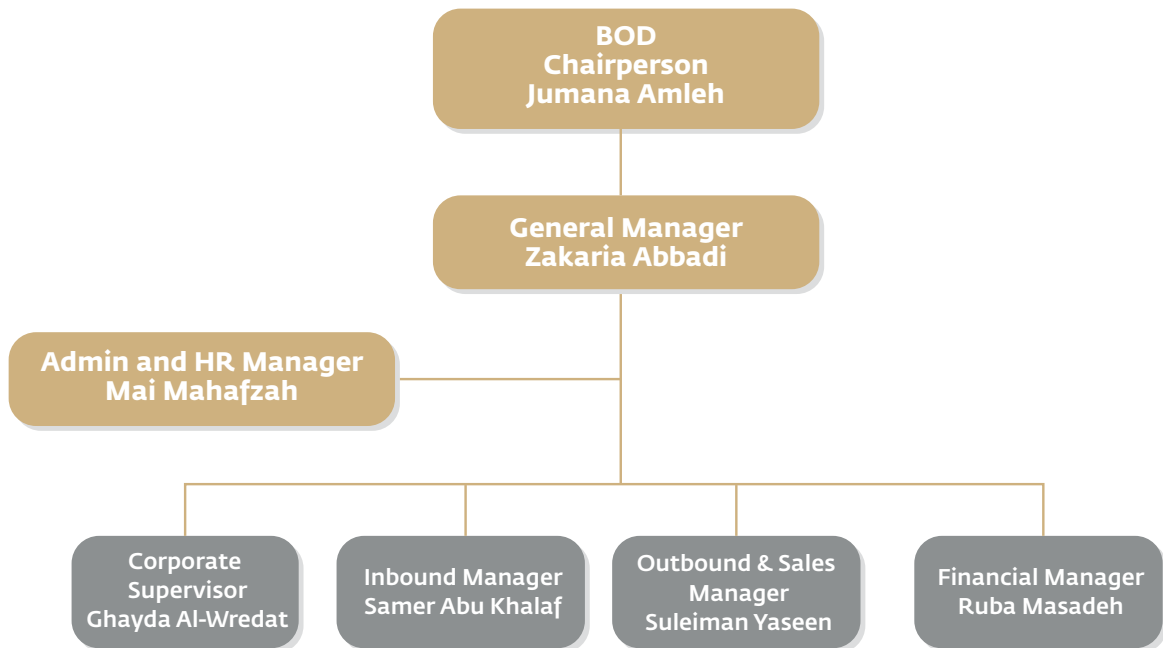 BOD
Chairperson
Jumana Amleh
General Manager
Zakaria Abbadi
Admin and HR Manager
Mai Mahafzah
Corporate
Supervisor
Ghayda Al-Wredat
Inbound Manager
Samer Abu Khalaf
Outbound & Sales
Manager
Suleiman Yaseen
Financial Manager
Ruba Masadeh